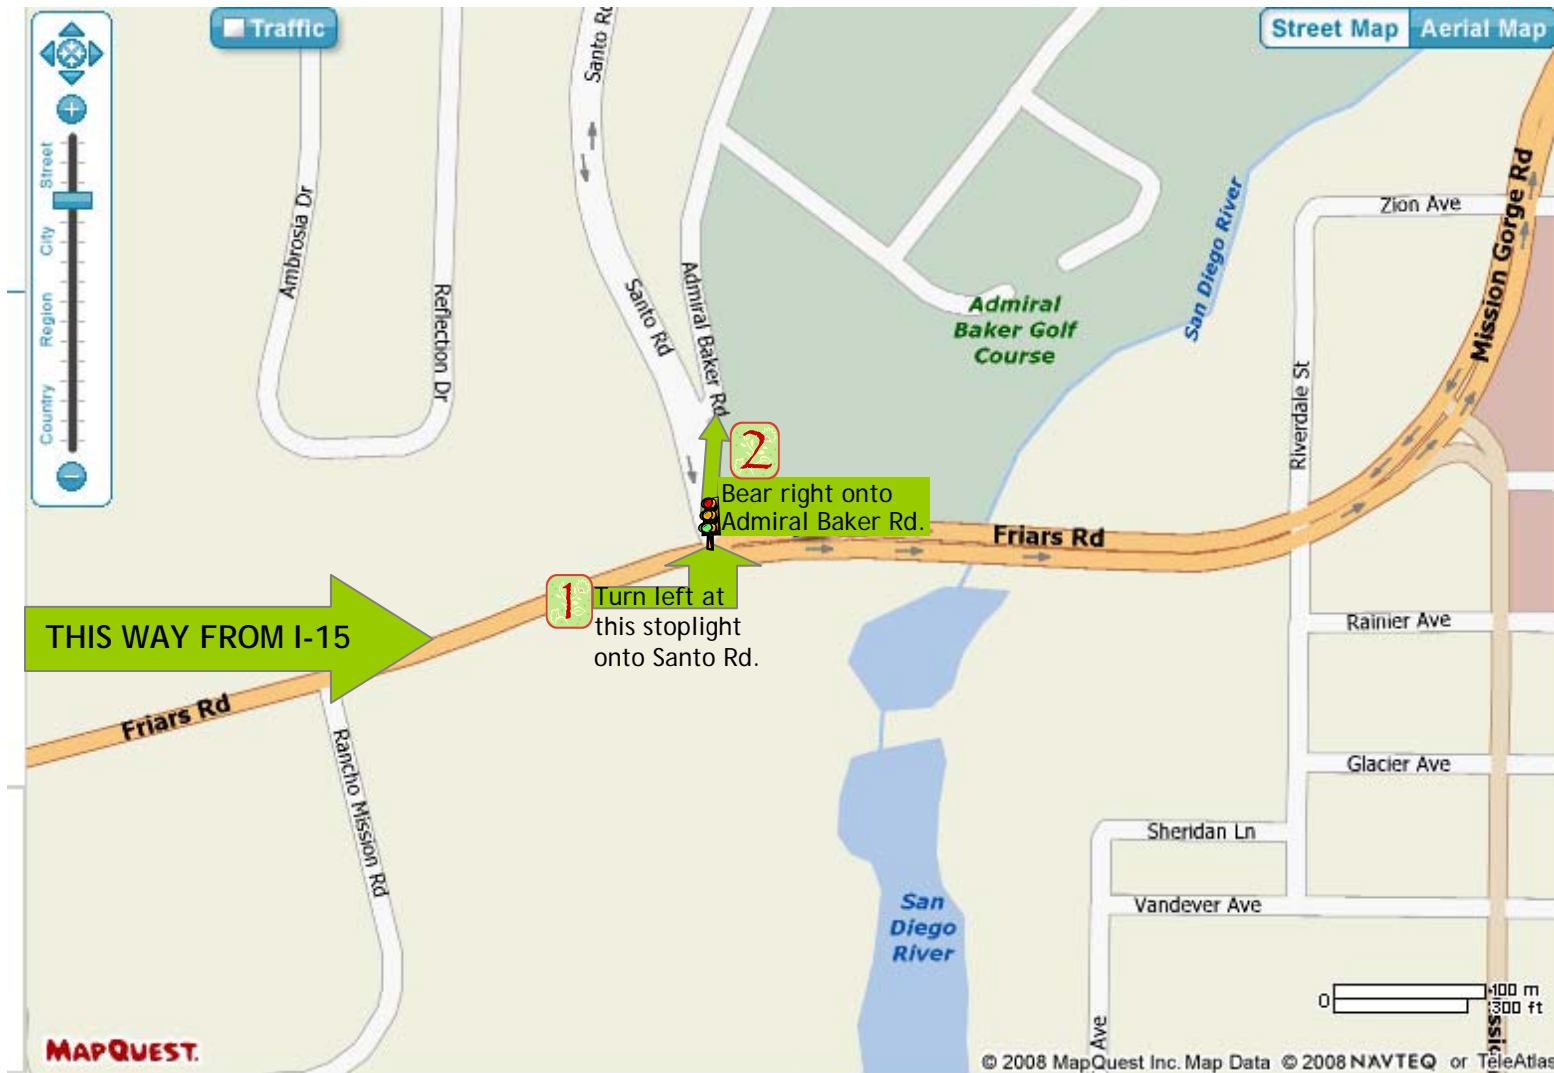 Traffic
Street Map
Aerial Map
Street
City
Region
Country
Santo Rd
Ambrosia Dr
Reflection Dr
Santo Rd
Admiral Baker Rd
Admiral
Baker Golf
Course
San Diego River
Zion Ave
Mission Gorge Rd
Riverdale St
2
Bear right onto
Admiral Baker Rd.
Friars Rd
1
Turn left at
this stoplight
onto Santo Rd.
THIS WAY FROM I-15
Friars Rd
Rancho Mission Rd
Rainier Ave
Glacier Ave
Sheridan Ln
Vandever Ave
San
Diego
River
Ave
0
100 m
300 ft
MAPQUEST.
© 2008 MapQuest Inc. Map Data © 2008 NAVTEQ or TeleAtlas